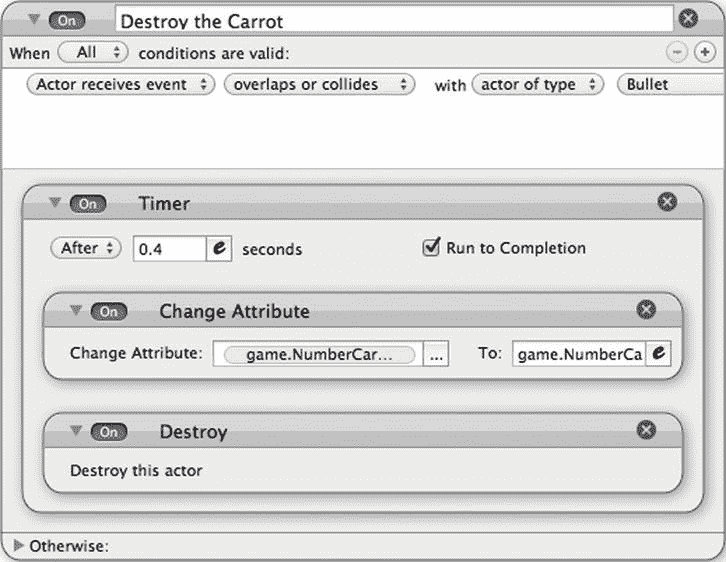 On Destroy the Carrot
When All conditions are valid:
Actor receives event overlaps or collides with actor of type Bullet
On Timer
After 0.4 e seconds Run to Completion
On Change Attribute
Change Attribute: game.NumberCar... ... To: game.NumberCa e
On Destroy
Destroy this actor
Otherwise: